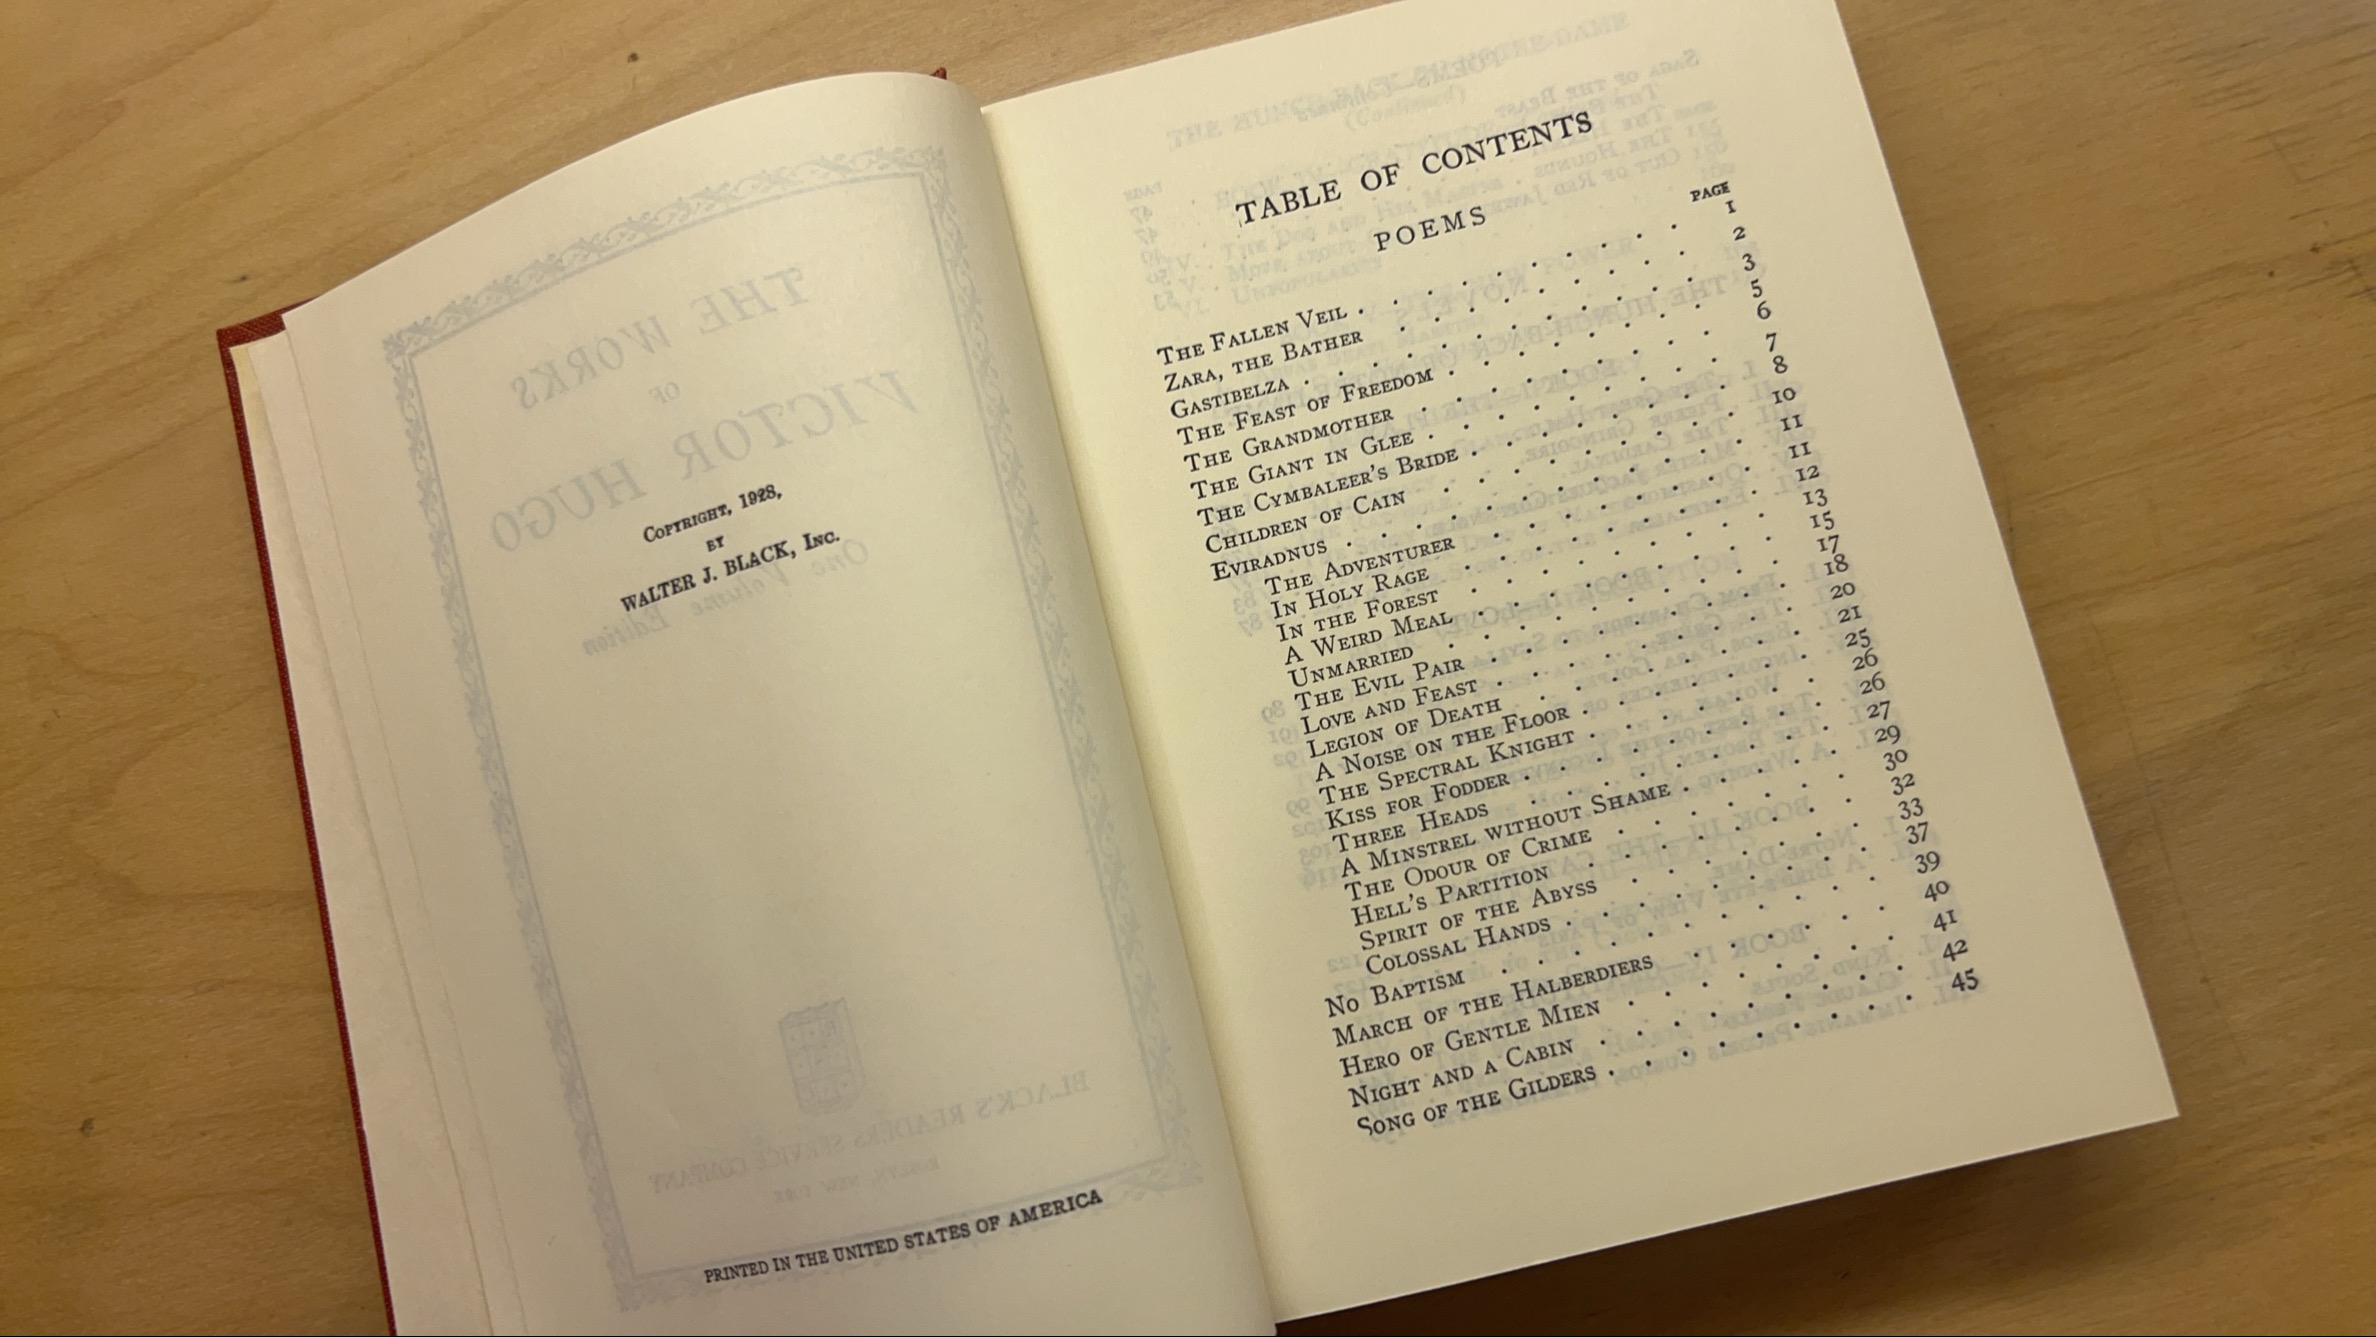 COPYRIGHT, 1928,
BY
WALTER J. BLACK, INC.
PRINTED IN THE UNITED STATES OF AMERICA
TABLE OF CONTENTS
POEMS
PAGE
THE FALLEN VEIL . . . . . . . . 1
ZARA, THE BATHER . . . . . . . . 2
GASTIBELZA . . . . . . . . 3
THE FEAST OF FREEDOM . . . . . . . . 5
THE GRANDMOTHER . . . . . . . . 6
THE GIANT IN GLEE . . . . . . . . 7
THE CYMBALEER'S BRIDE . . . . . . . . 8
CHILDREN OF CAIN . . . . . . . . 10
EVIRADNUS . . . . . . . . 11
THE ADVENTURER . . . . . . . . 11
IN HOLY RAGE . . . . . . . . 12
IN THE FOREST . . . . . . . . 13
A WEIRD MEAL . . . . . . . . 15
UNMARRIED . . . . . . . . 17
THE EVIL PAIR . . . . . . . . 18
LOVE AND FEAST . . . . . . . . 20
LEGION OF DEATH . . . . . . . . 21
A NOISE ON THE FLOOR . . . . . . . . 25
THE SPECTRAL KNIGHT . . . . . . . . 26
KISS FOR FODDER . . . . . . . . 26
THREE HEADS . . . . . . . . 27
A MINSTREL WITHOUT SHAME . . . . . . . . 29
THE ODOUR OF CRIME . . . . . . . . 30
HELL'S PARTITION . . . . . . . . 32
SPIRIT OF THE ABYSS . . . . . . . . 33
COLOSSAL HANDS . . . . . . . . 37
NO BAPTISM . . . . . . . . 39
MARCH OF THE HALBERDIERS . . . . . . . . 40
HERO OF GENTLE MIEN . . . . . . . . 41
NIGHT AND A CABIN . . . . . . . . 42
SONG OF THE GILDERS . . . . . . . . 45